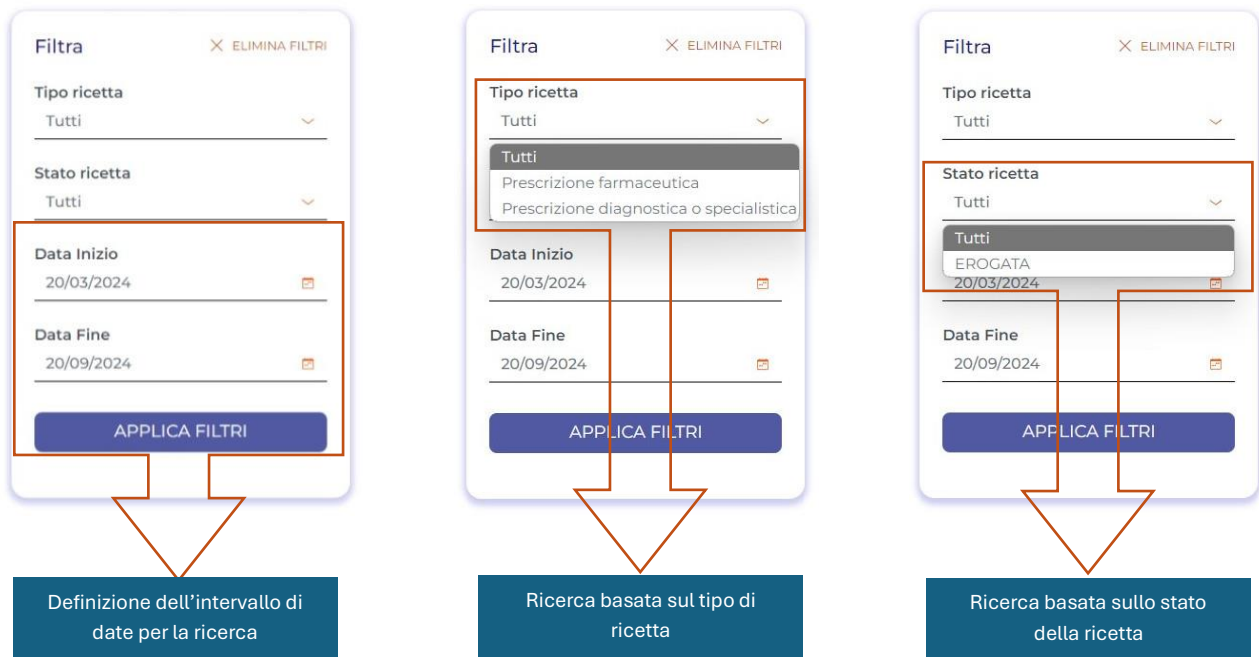 Filtra
ELIMINA FILTRI
Tipo ricetta
Tutti
Stato ricetta
Tutti
Data Inizio
20/03/2024
Data Fine
20/09/2024
APPLICA FILTRI
Definizione dell’intervallo di
date per la ricerca
Filtra
ELIMINA FILTRI
Tipo ricetta
Tutti
Tutti
Prescrizione farmaceutica
Prescrizione diagnostica o specialistica
Data Inizio
20/03/2024
Data Fine
20/09/2024
APPLICA FILTRI
Ricerca basata sul tipo di
ricetta
Filtra
ELIMINA FILTRI
Tipo ricetta
Tutti
Stato ricetta
Tutti
Tutti
EROGATA
20/03/2024
Data Fine
20/09/2024
APPLICA FILTRI
Ricerca basata sullo stato
della ricetta